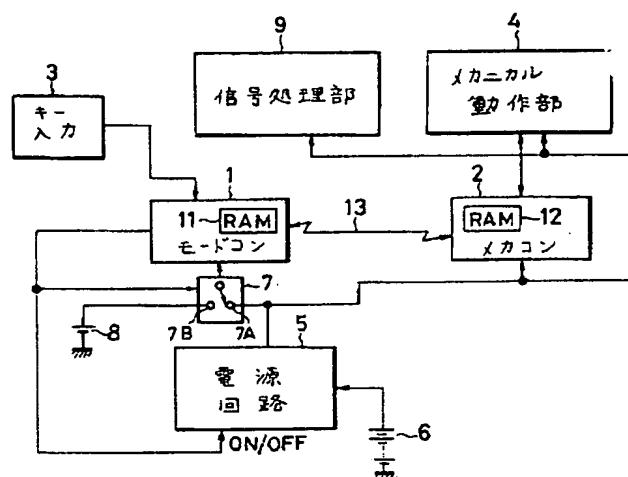 9
信号処理部
4
メカニカル
動作部
3
キー
入力
1
11
RAM
モードコン
13
2
RAM
12
メカコン
7
7B
7A
8
5
電源
回路
ON/OFF
6